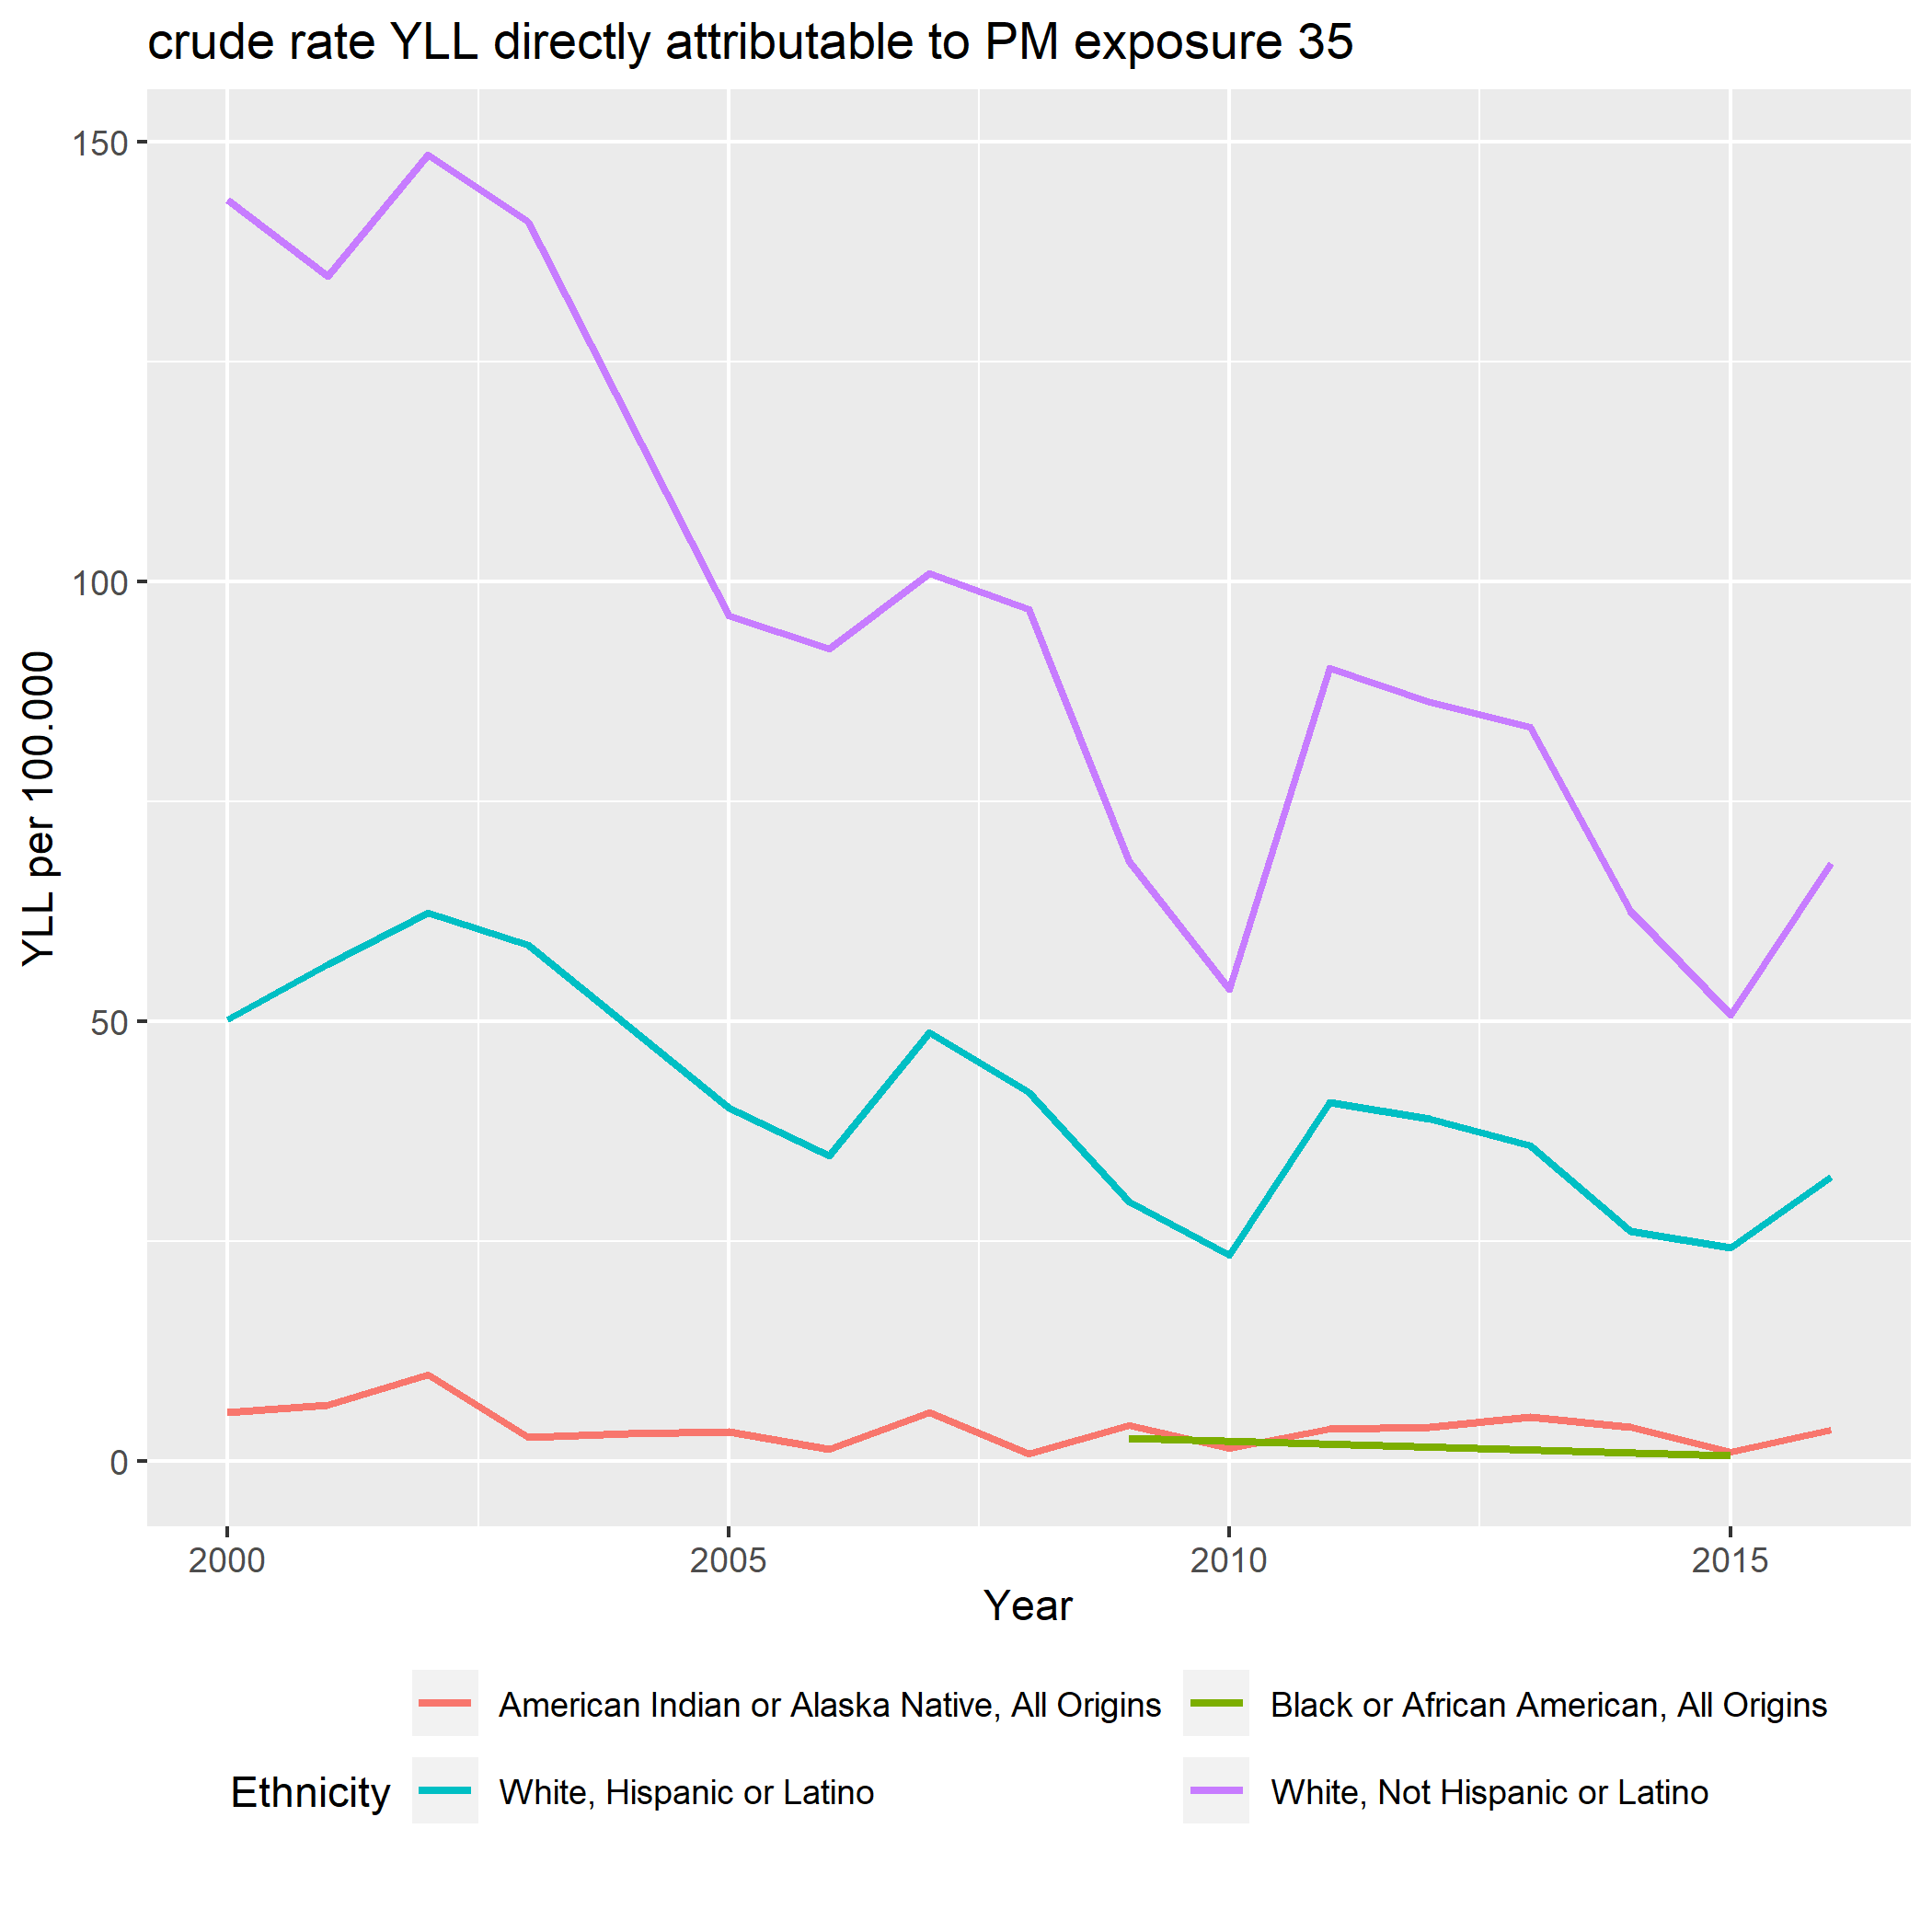 crude rate YLL directly attributable to PM exposure 35
150
100
50
0
YLL per 100.000
2000 2005 2010 2015
Year
Ethnicity
American Indian or Alaska Native, All Origins
Black or African American, All Origins
White, Hispanic or Latino
White, Not Hispanic or Latino